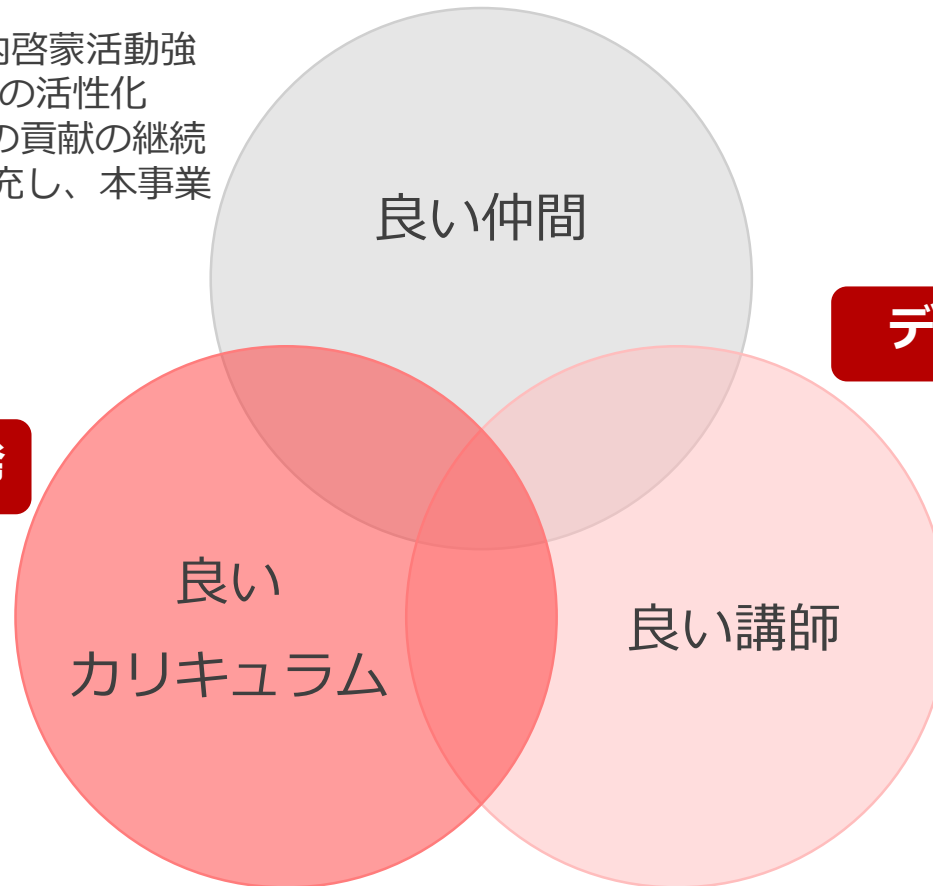 内啓蒙活動強
の活性化
の貢献の継続
充し、本事業
良い仲間
デ
良い
カリキュラム
良い講師